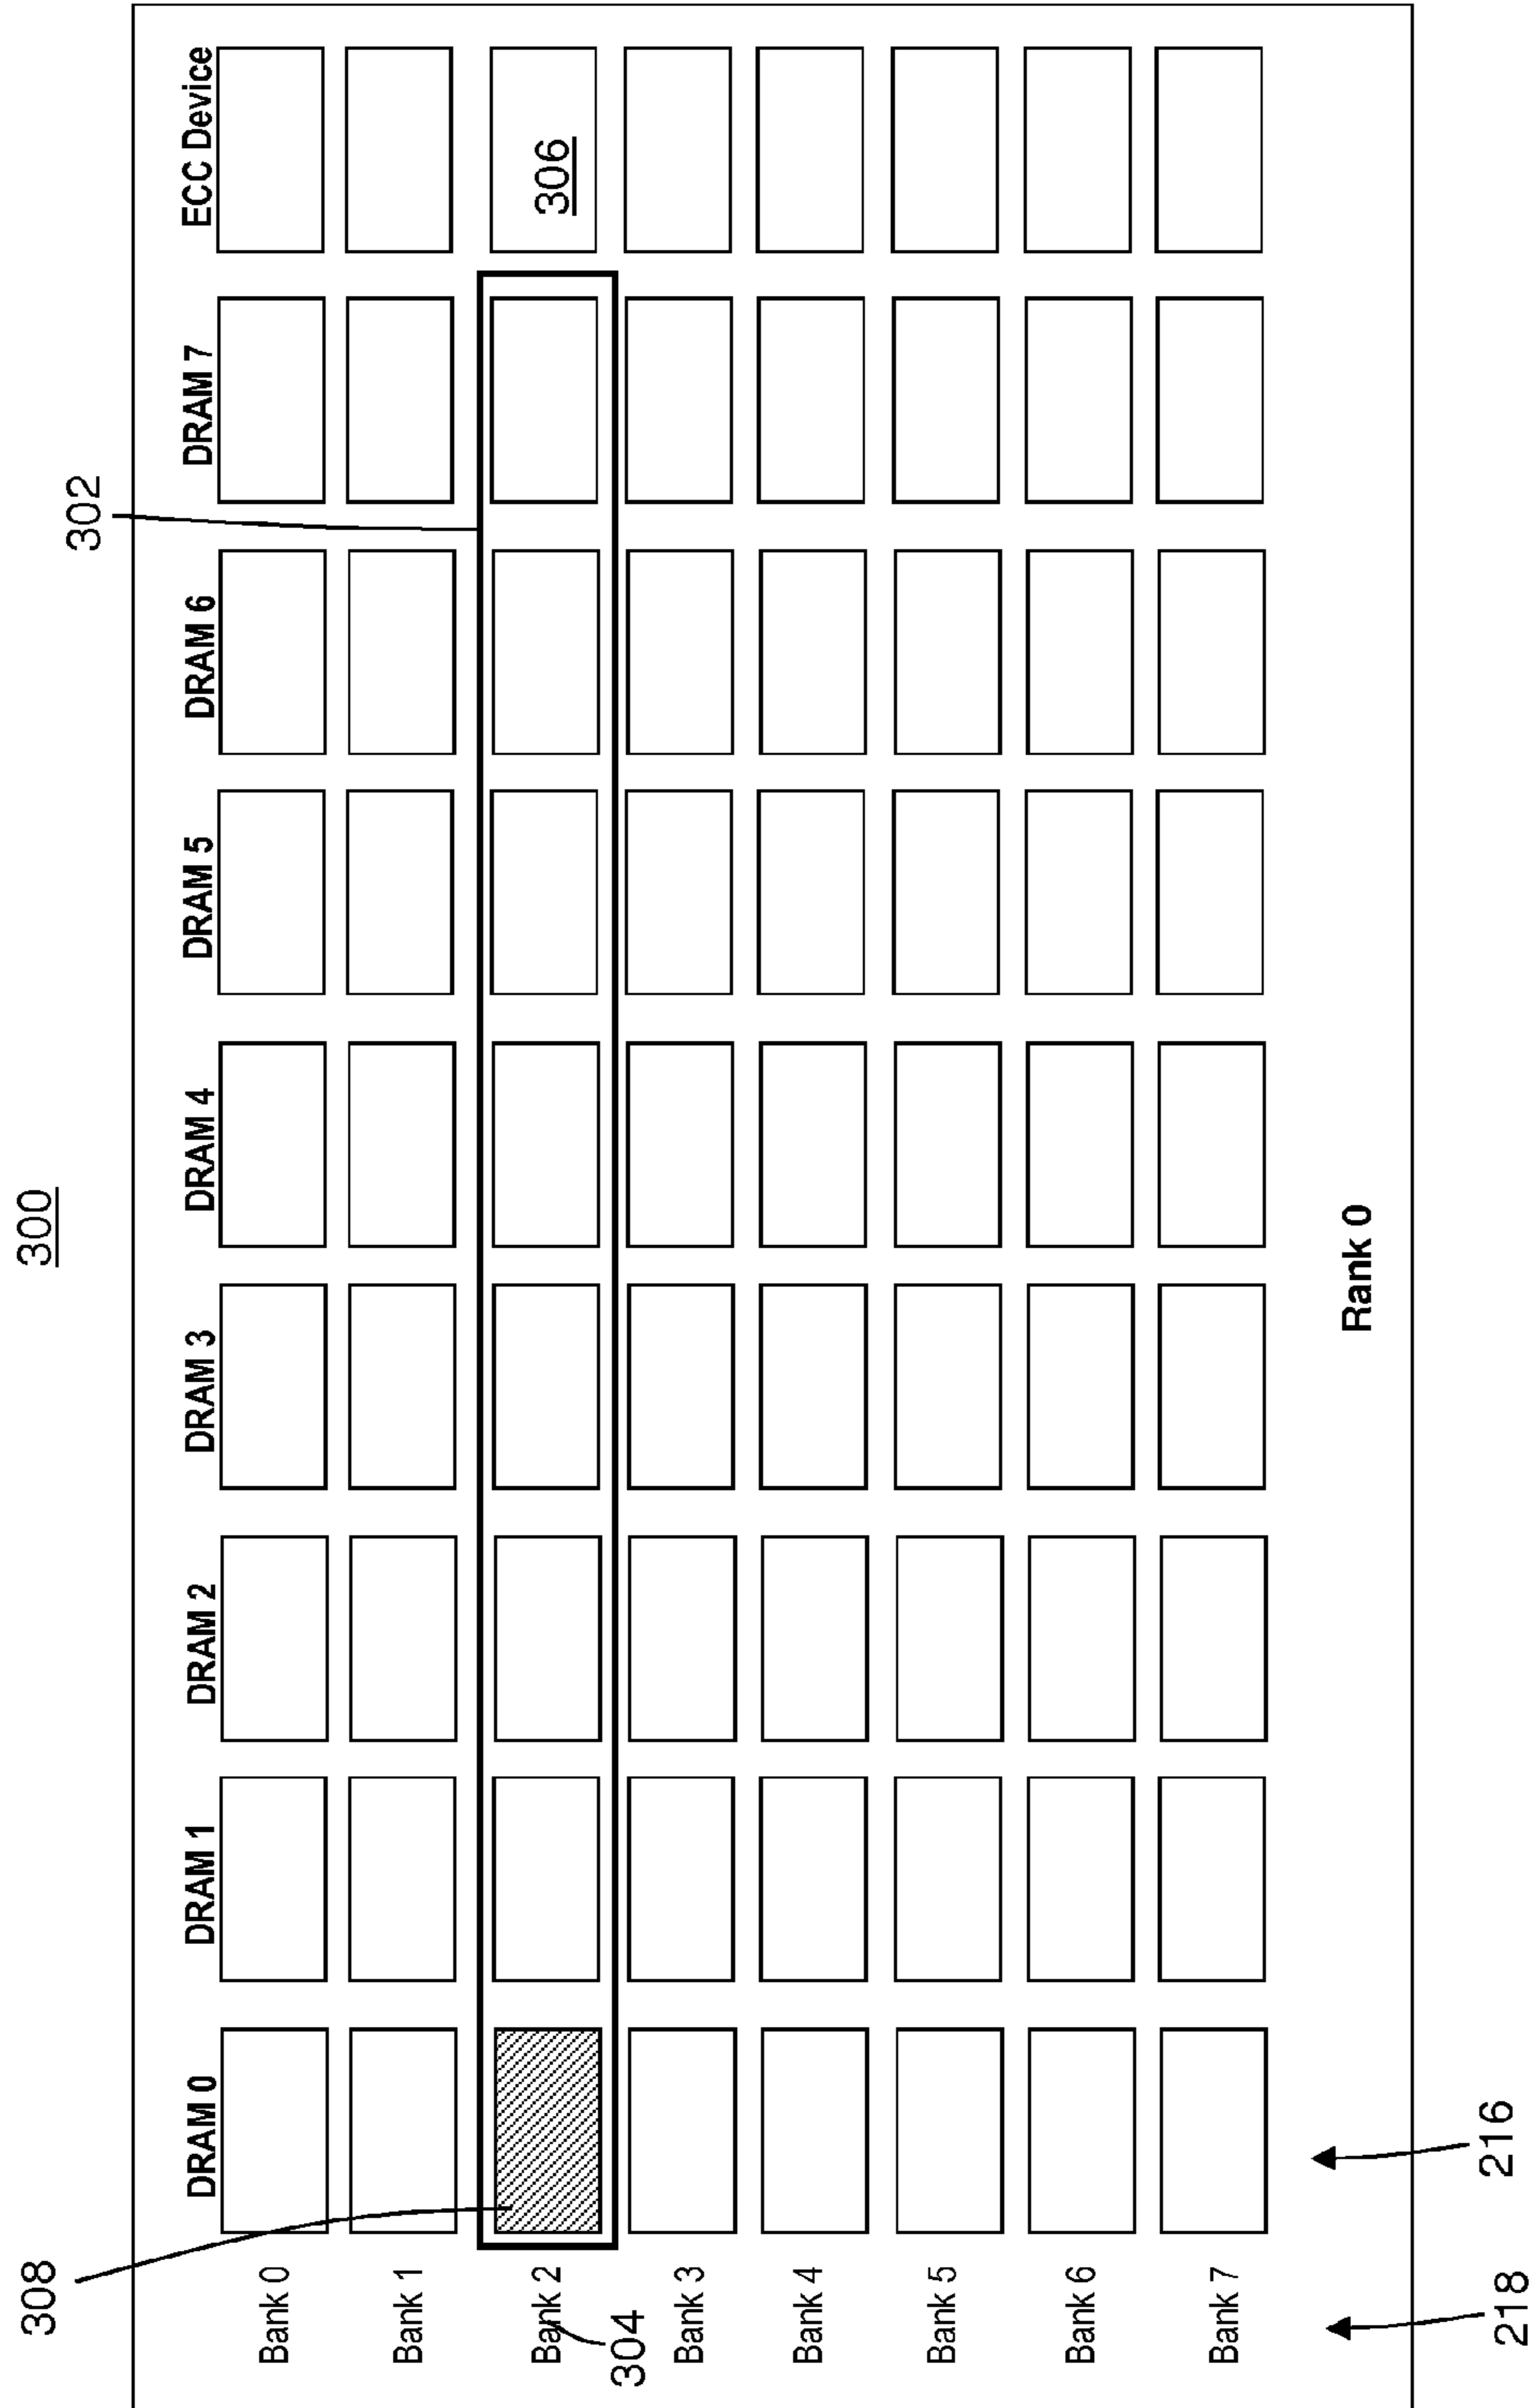 300
308
302
DRAM 0 DRAM 1 DRAM 2 DRAM 3 DRAM 4 DRAM 5 DRAM 6 DRAM 7 ECC Device
Bank 0
Bank 1
Bank 2
306
304
Bank 3
Bank 4
Bank 5
Bank 6
Bank 7
Rank 0
218
216